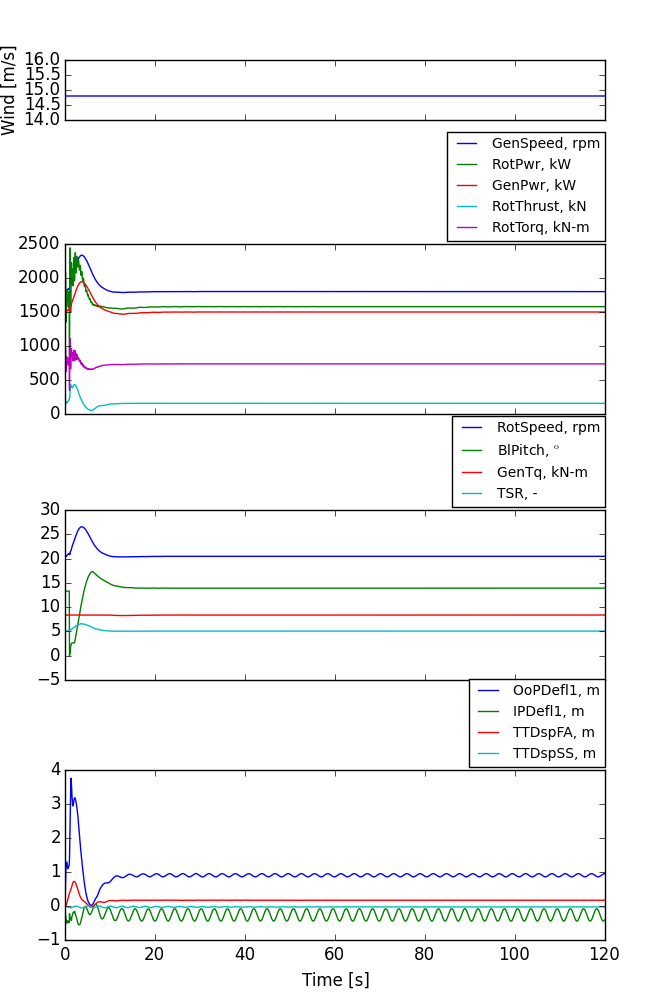 Wind [m/s]
16.0
15.5
15.0
14.5
14.0
GenSpeed, rpm
RotPwr, kW
GenPwr, kW
RotThrust, kN
RotTorq, kN-m
2500
2000
1500
1000
500
0
RotSpeed, rpm
BlPitch, °
GenTq, kN-m
TSR, -
30
25
20
15
10
5
0
−5
OoPDefl1, m
IPDefl1, m
TTDspFA, m
TTDspSS, m
4
3
2
1
0
−1
0 20 40 60 80 100 120
Time [s]